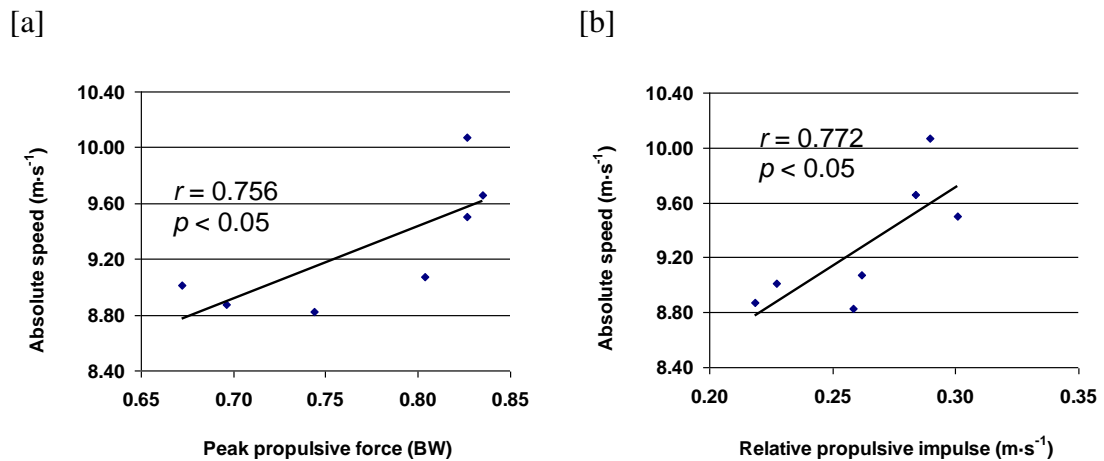 [a]
Absolute speed (m·s⁻¹)
10.40
10.00
9.60
9.20
8.80
8.40
r = 0.756
p < 0.05
0.65 0.70 0.75 0.80 0.85
Peak propulsive force (BW)
[b]
Absolute speed (m·s⁻¹)
10.40
10.00
9.60
9.20
8.80
8.40
r = 0.772
p < 0.05
0.20 0.25 0.30 0.35
Relative propulsive impulse (m·s⁻¹)